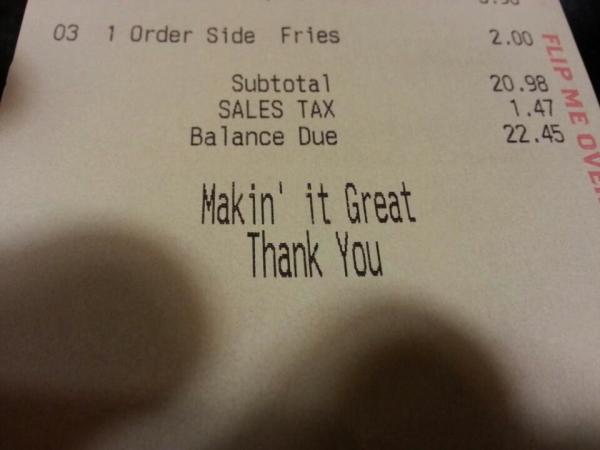 03 1 Order Side Fries 2.00
Subtotal 20.98
SALES TAX 1.47
Balance Due 22.45
Makin' it Great
Thank You
FLIP ME OVER